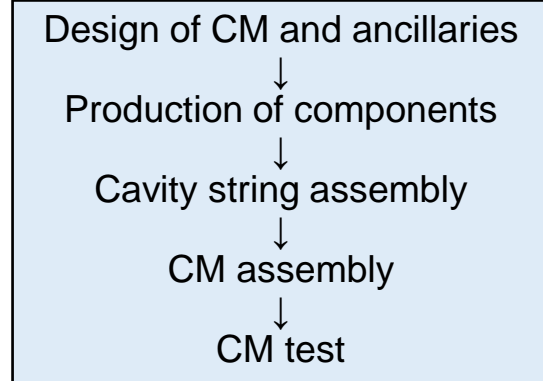 Design of CM and ancillaries
↓
Production of components
↓
Cavity string assembly
↓
CM assembly
↓
CM test